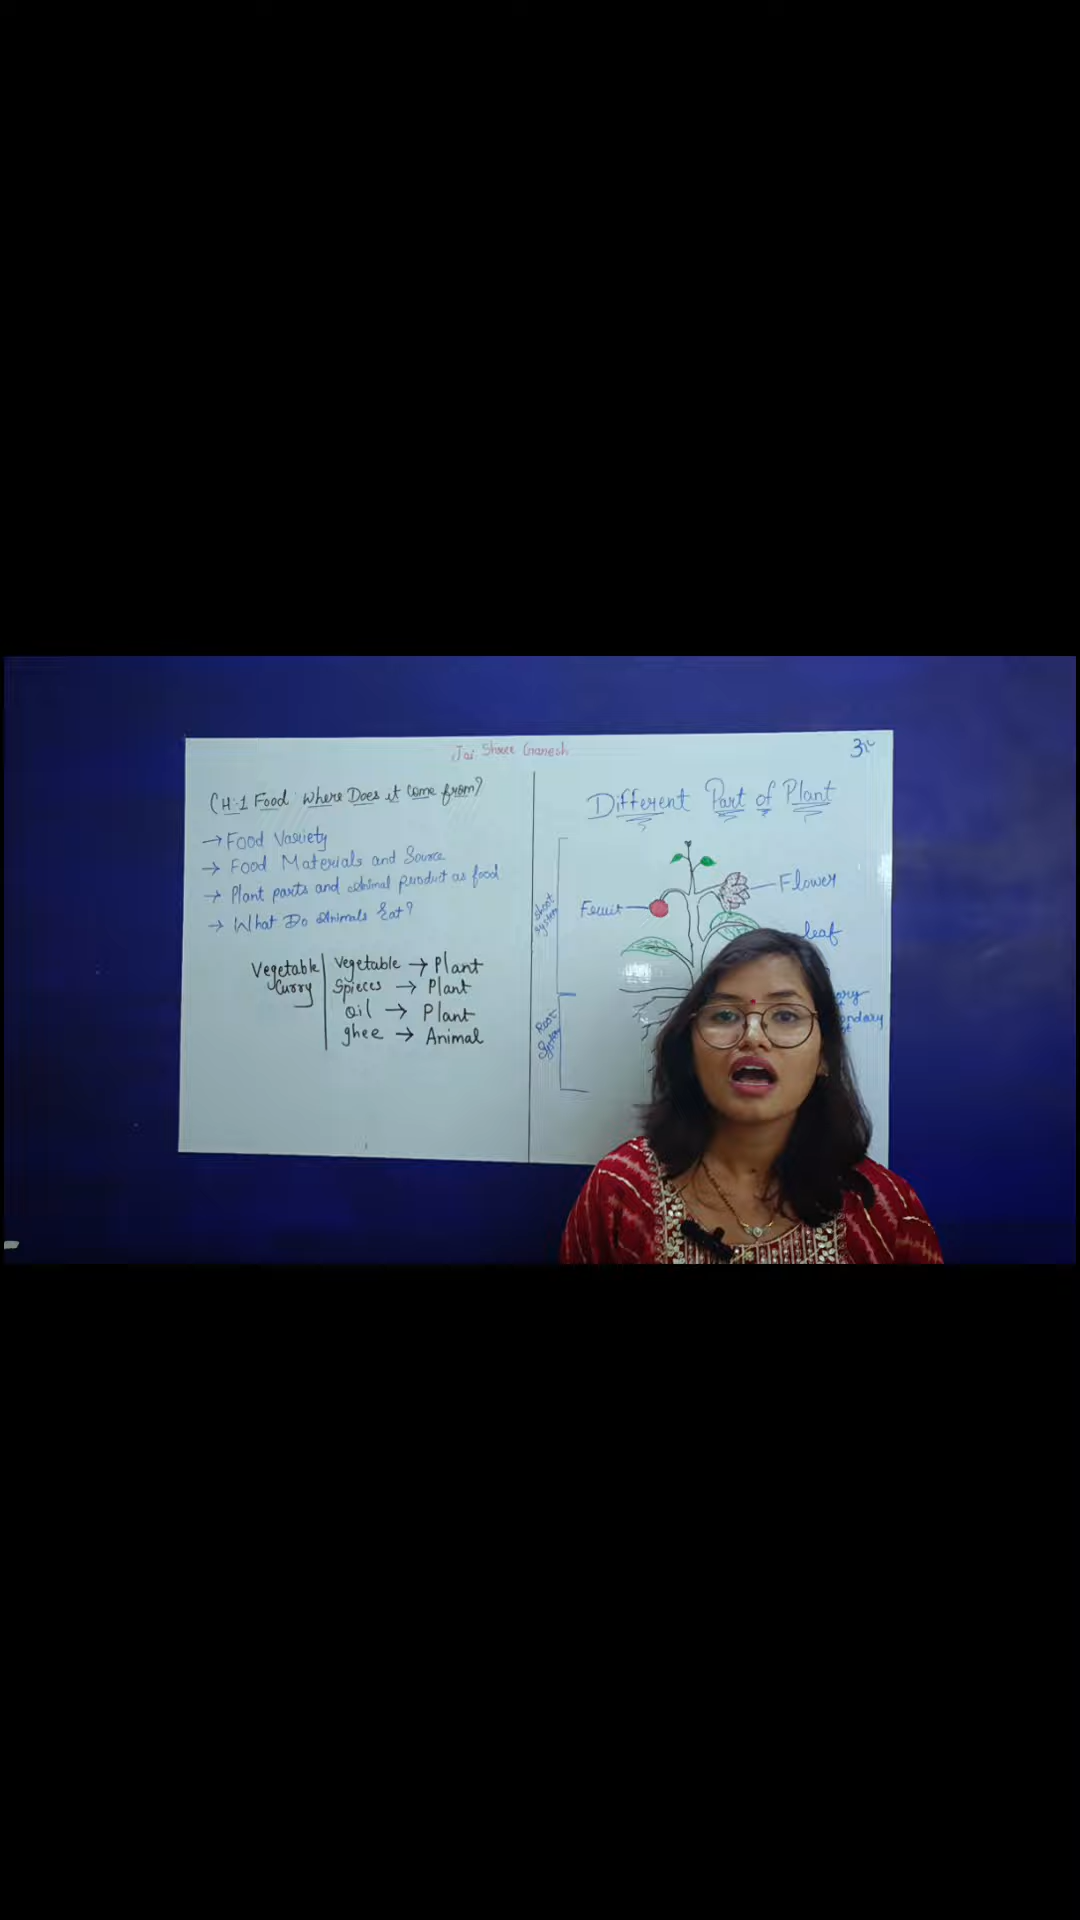 Jai Shree Ganesh
CH:1 Food Where Does it Come from?
→ Food Variety
→ Food Materials and Source
→ Plant parts and Animal product as food
→ What Do Animals Eat?
Vegetable Curry
Vegetable → Plant
Spieces → Plant
Oil → Plant
ghee → Animal
Different Part of Plant
Flower
Fruit
leaf
Shoot System
Root System